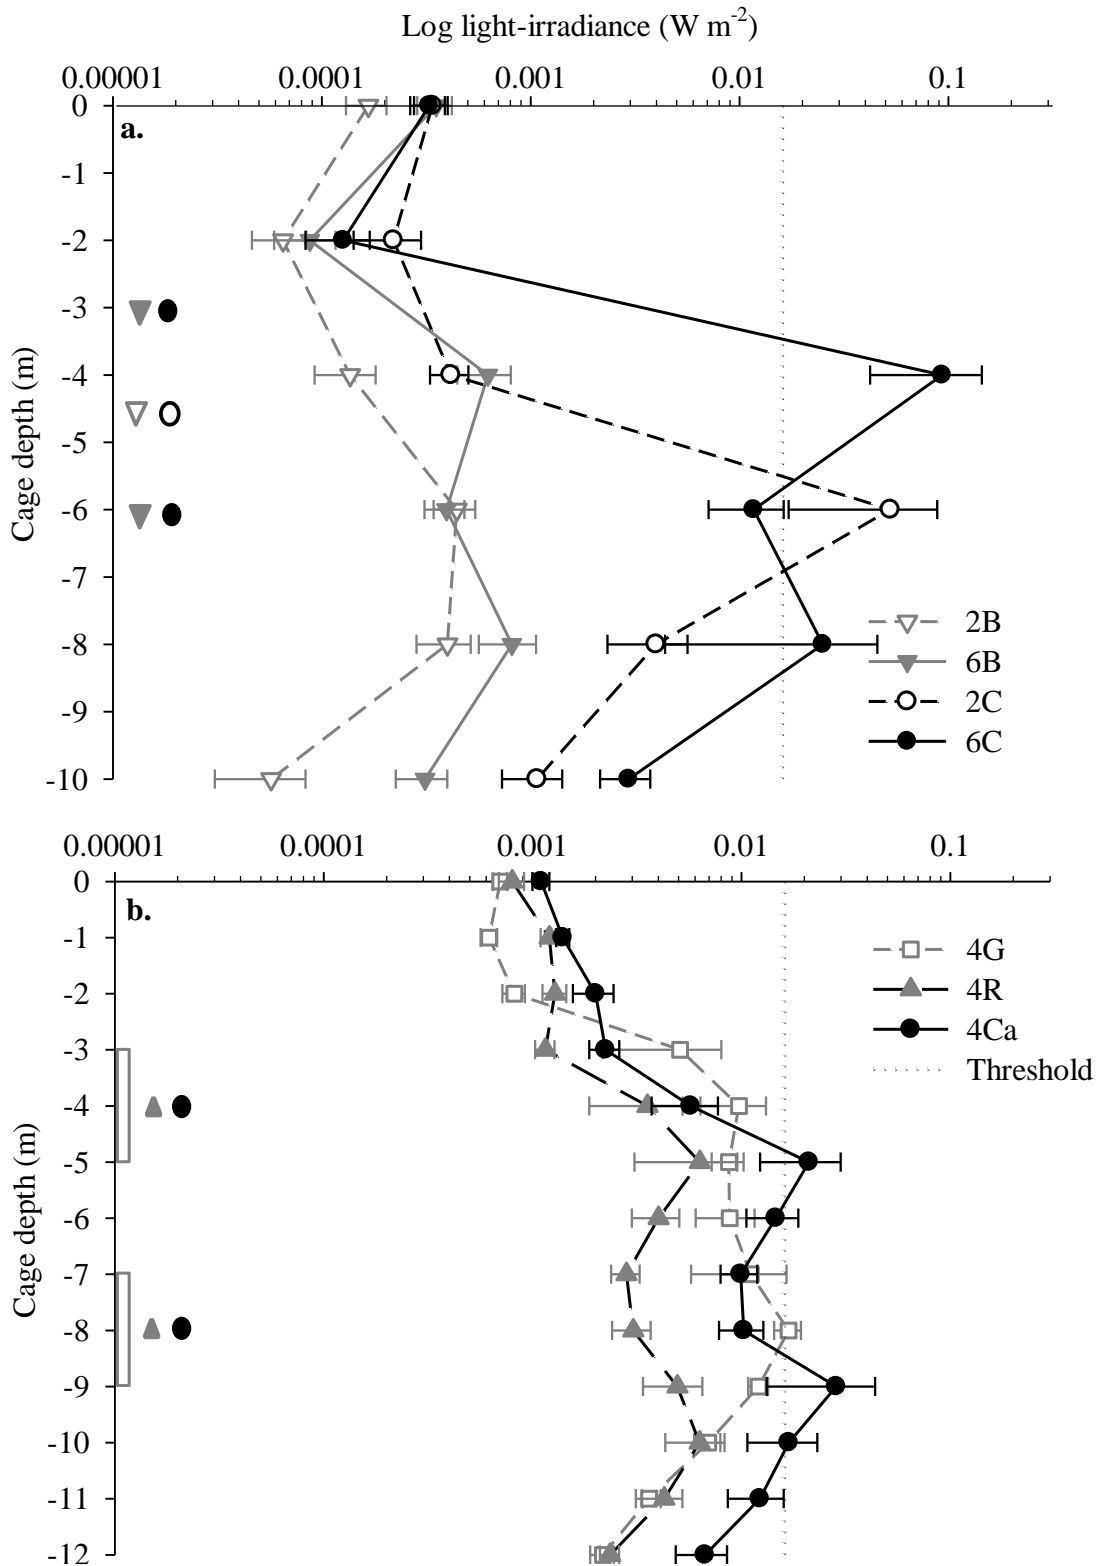 Log light-irradiance (W m-2)
0.00001 0.0001 0.001 0.01 0.1
0
a.
-1
-2
-3
-4
-5
-6
-7
-8
-9
-10
Cage depth (m)
2B
6B
2C
6C
0.00001 0.0001 0.001 0.01 0.1
0
b.
-1
-2
-3
-4
-5
-6
-7
-8
-9
-10
-11
-12
Cage depth (m)
4G
4R
4Ca
Threshold